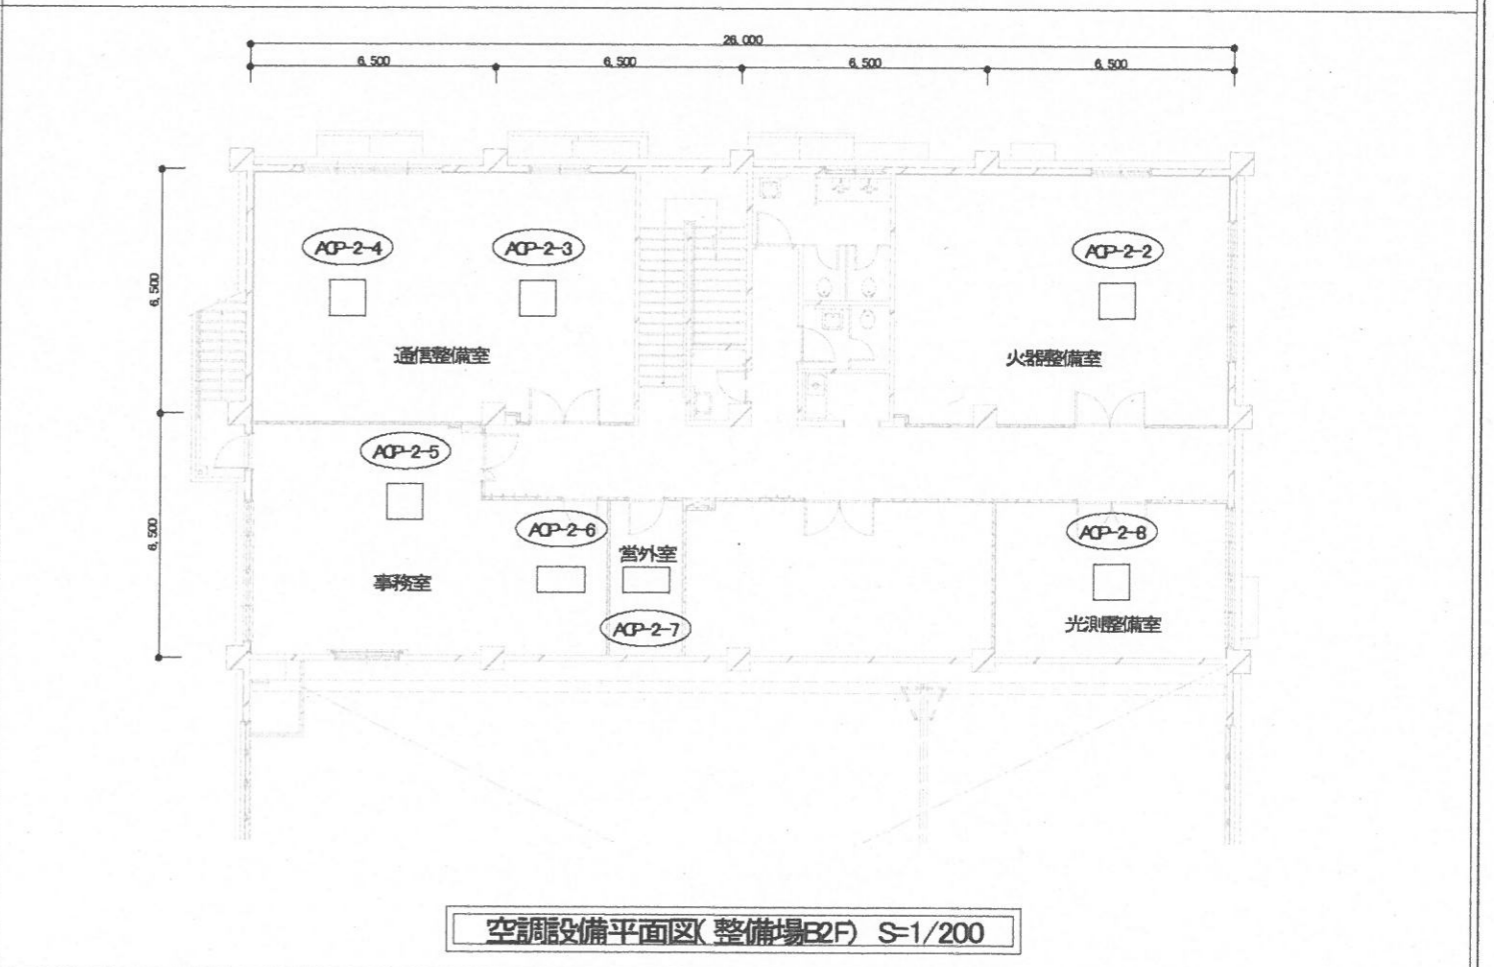 26,000
6,500
6,500
6,500
6,500
ACP-2-4
ACP-2-3
ACP-2-2
6,500
通信整備室
火器整備室
ACP-2-5
ACP-2-6
ACP-2-8
6,500
営外室
事務室
ACP-2-7
光測整備室
空調設備平面図(整備場B2F) S=1/200